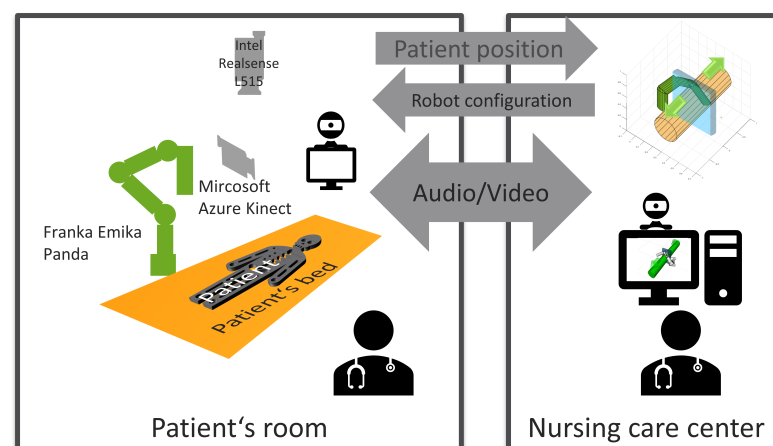 Intel
Realsense
L515
Patient position
Robot configuration
Mircosoft
Azure Kinect
Audio/Video
Franka Emika
Panda
Patient
Patient‘s bed
Patient‘s room
Nursing care center